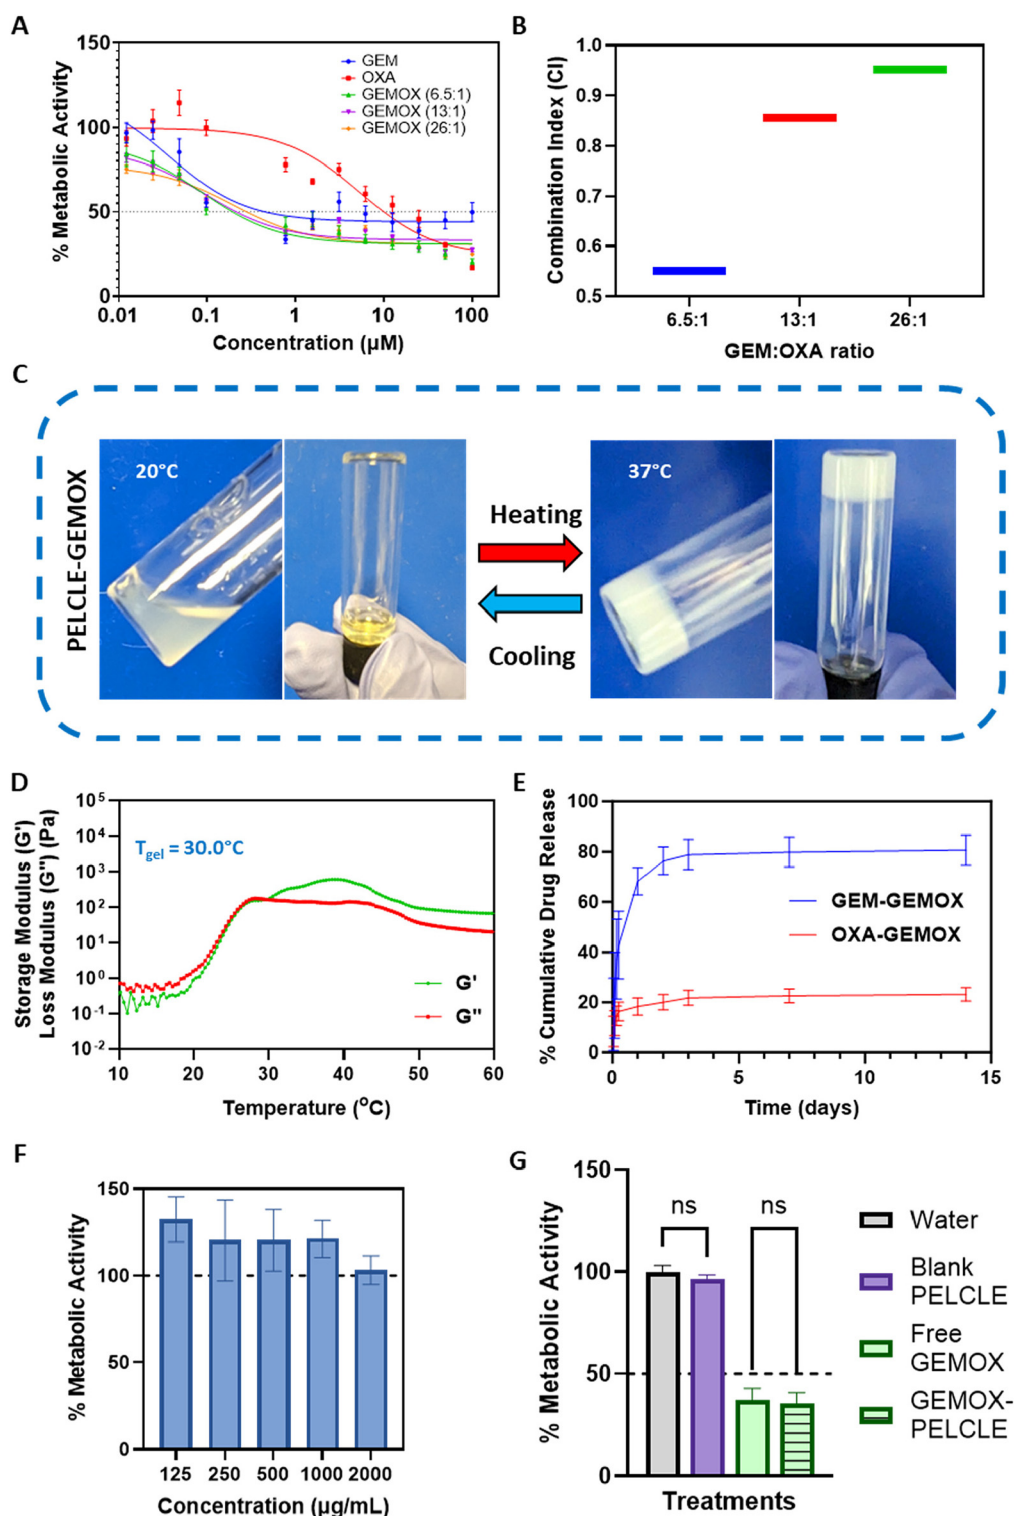 A
% Metabolic Activity
150
100
50
0
0.01
0.1
1
10
100
Concentration (µM)
GEM
OXA
GEMOX (6.5:1)
GEMOX (13:1)
GEMOX (26:1)
B
Combination Index (CI)
1.0
0.9
0.8
0.7
0.6
0.5
6.5:1
13:1
26:1
GEM:OXA ratio
C
PELCLE-GEMOX
20°C
Heating
Cooling
37°C
D
Storage Modulus (G')
Loss Modulus (G'') (Pa)
10⁵
10⁴
10³
10²
10¹
10⁰
10⁻¹
10⁻²
Tgel = 30.0°C
G'
G''
10
20
30
40
50
60
Temperature (°C)
E
% Cumulative Drug Release
100
80
60
40
20
0
GEM-GEMOX
OXA-GEMOX
0
5
10
15
Time (days)
F
% Metabolic Activity
150
100
50
0
125
250
500
1000
2000
Concentration (µg/mL)
G
% Metabolic Activity
150
100
50
0
ns
ns
Treatments
Water
Blank
PELCLE
Free
GEMOX
GEMOX-
PELCLE